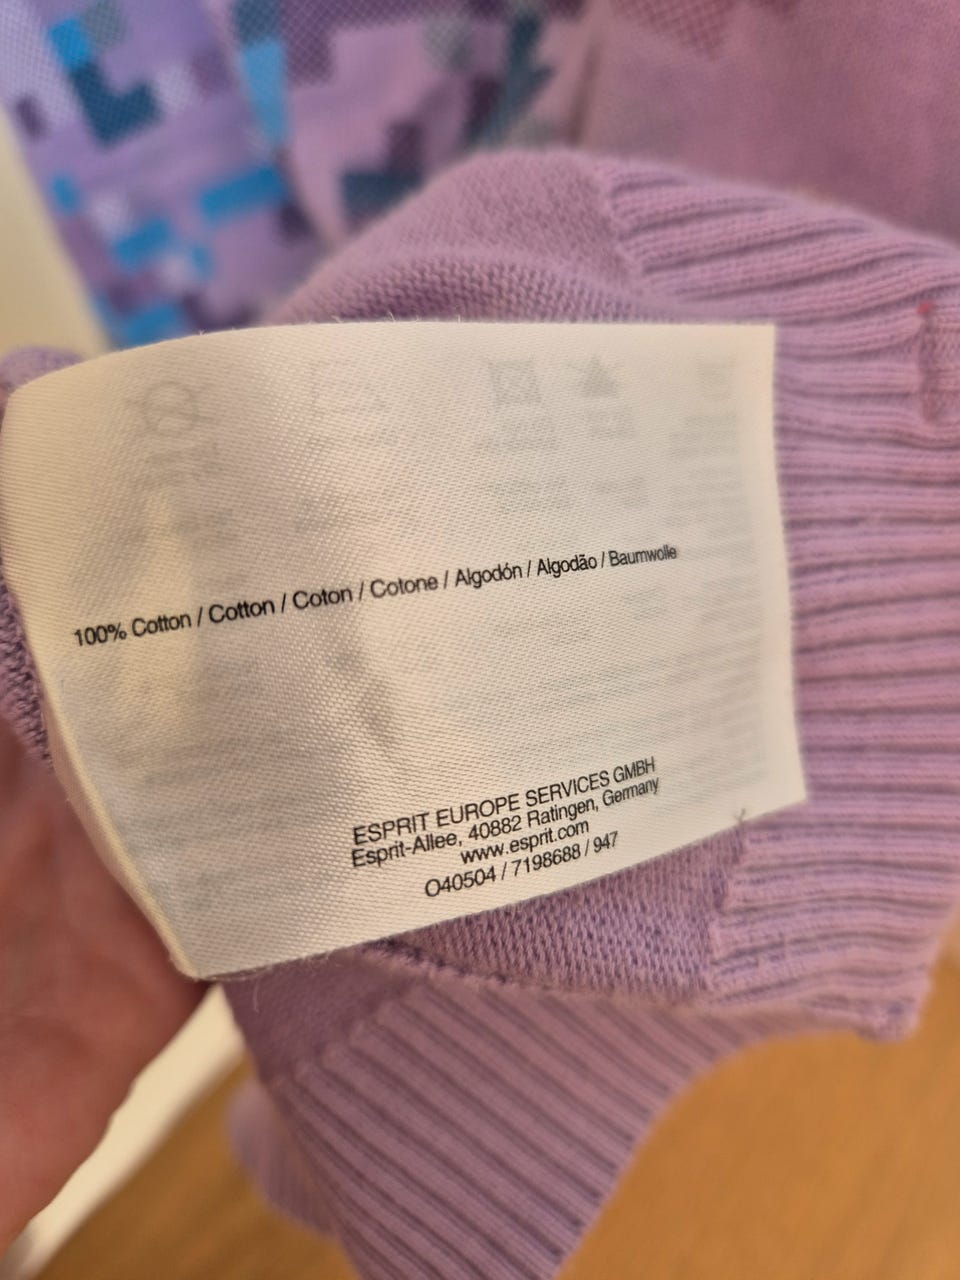 100% Cotton / Cotton / Coton / Cotone / Algodón / Algodão / Baumwolle
ESPRIT EUROPE SERVICES GMBH
Esprit-Allee, 40882 Ratingen, Germany
www.esprit.com
O40504 / 7198688 / 947